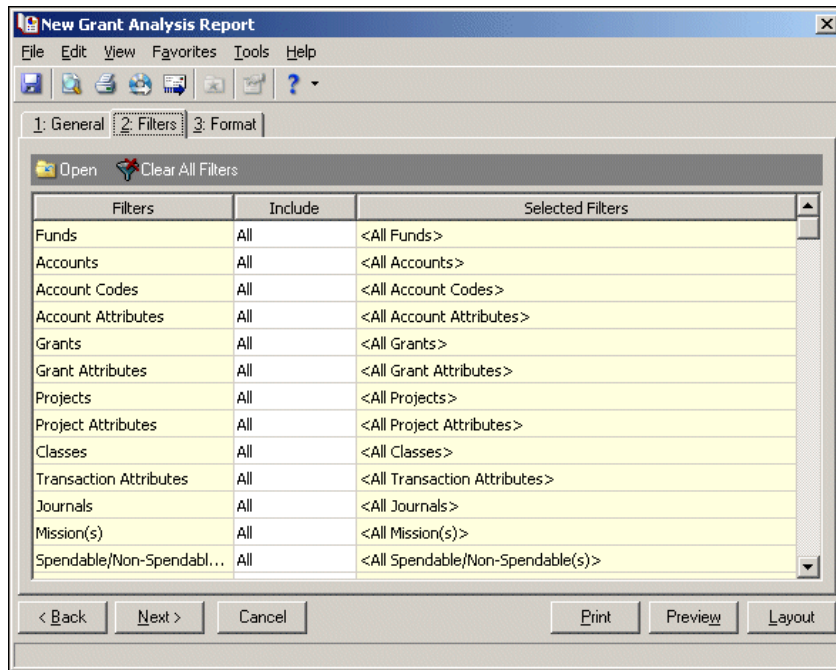 New Grant Analysis Report
File Edit View Favorites Tools Help
1: General 2: Filters 3: Format
Open Clear All Filters
Filters Include Selected Filters
Funds All <All Funds>
Accounts All <All Accounts>
Account Codes All <All Account Codes>
Account Attributes All <All Account Attributes>
Grants All <All Grants>
Grant Attributes All <All Grant Attributes>
Projects All <All Projects>
Project Attributes All <All Project Attributes>
Classes All <All Classes>
Transaction Attributes All <All Transaction Attributes>
Journals All <All Journals>
Mission(s) All <All Mission(s)>
Spendable/Non-Spendabl... All <All Spendable/Non-Spendable(s)>
< Back Next > Cancel Print Preview Layout